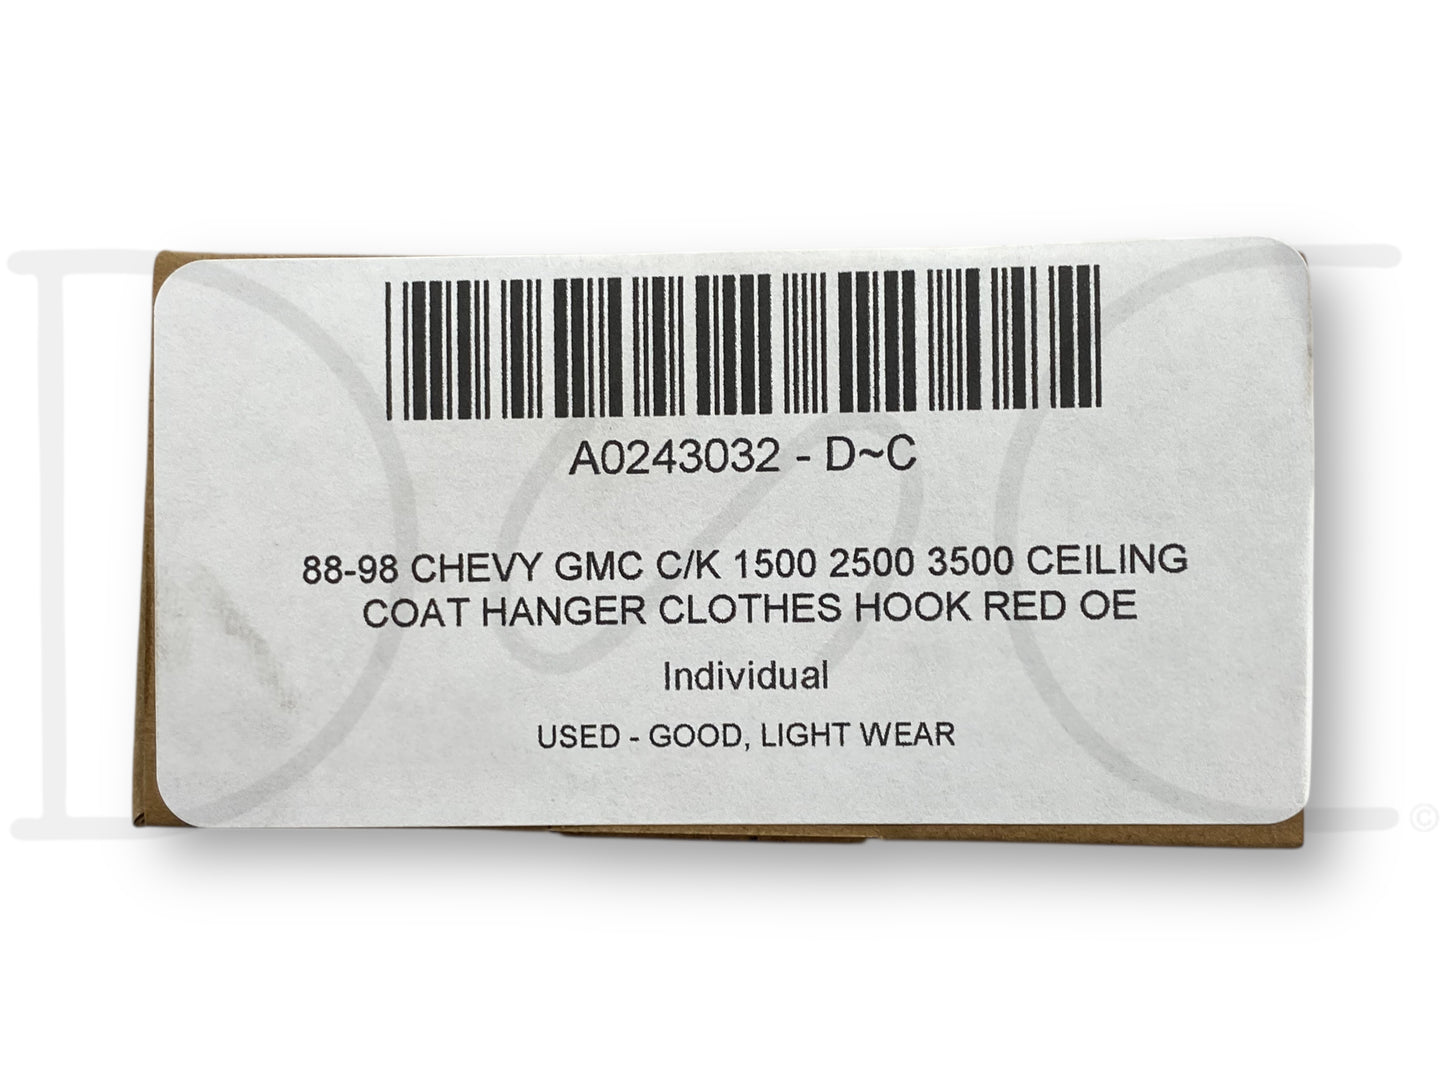 A0243032 - D~C
88-98 CHEVY GMC C/K 1500 2500 3500 CEILING
COAT HANGER CLOTHES HOOK RED OE
Individual
USED - GOOD, LIGHT WEAR
©